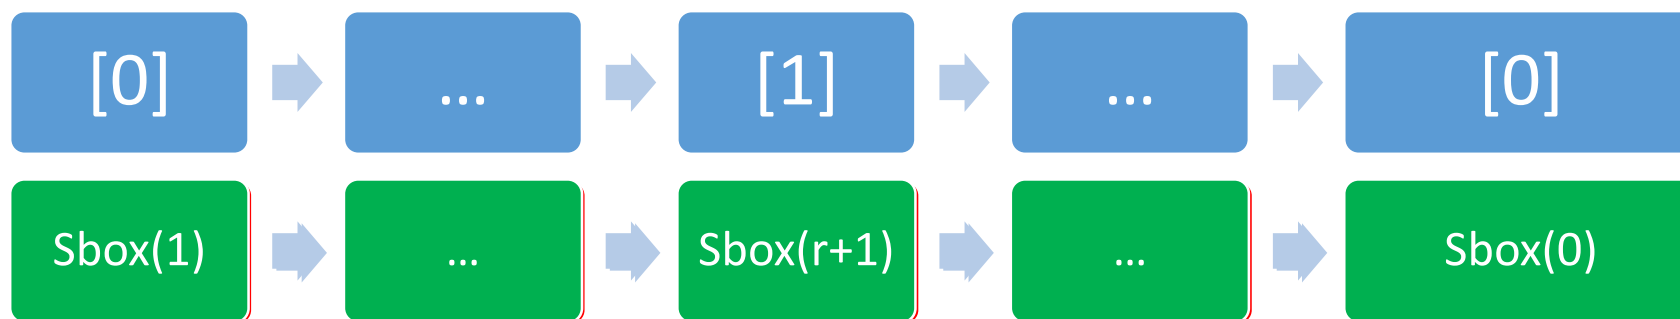 [0] ... [1] ... [0]
Sbox(1) ... Sbox(r+1) ... Sbox(0)